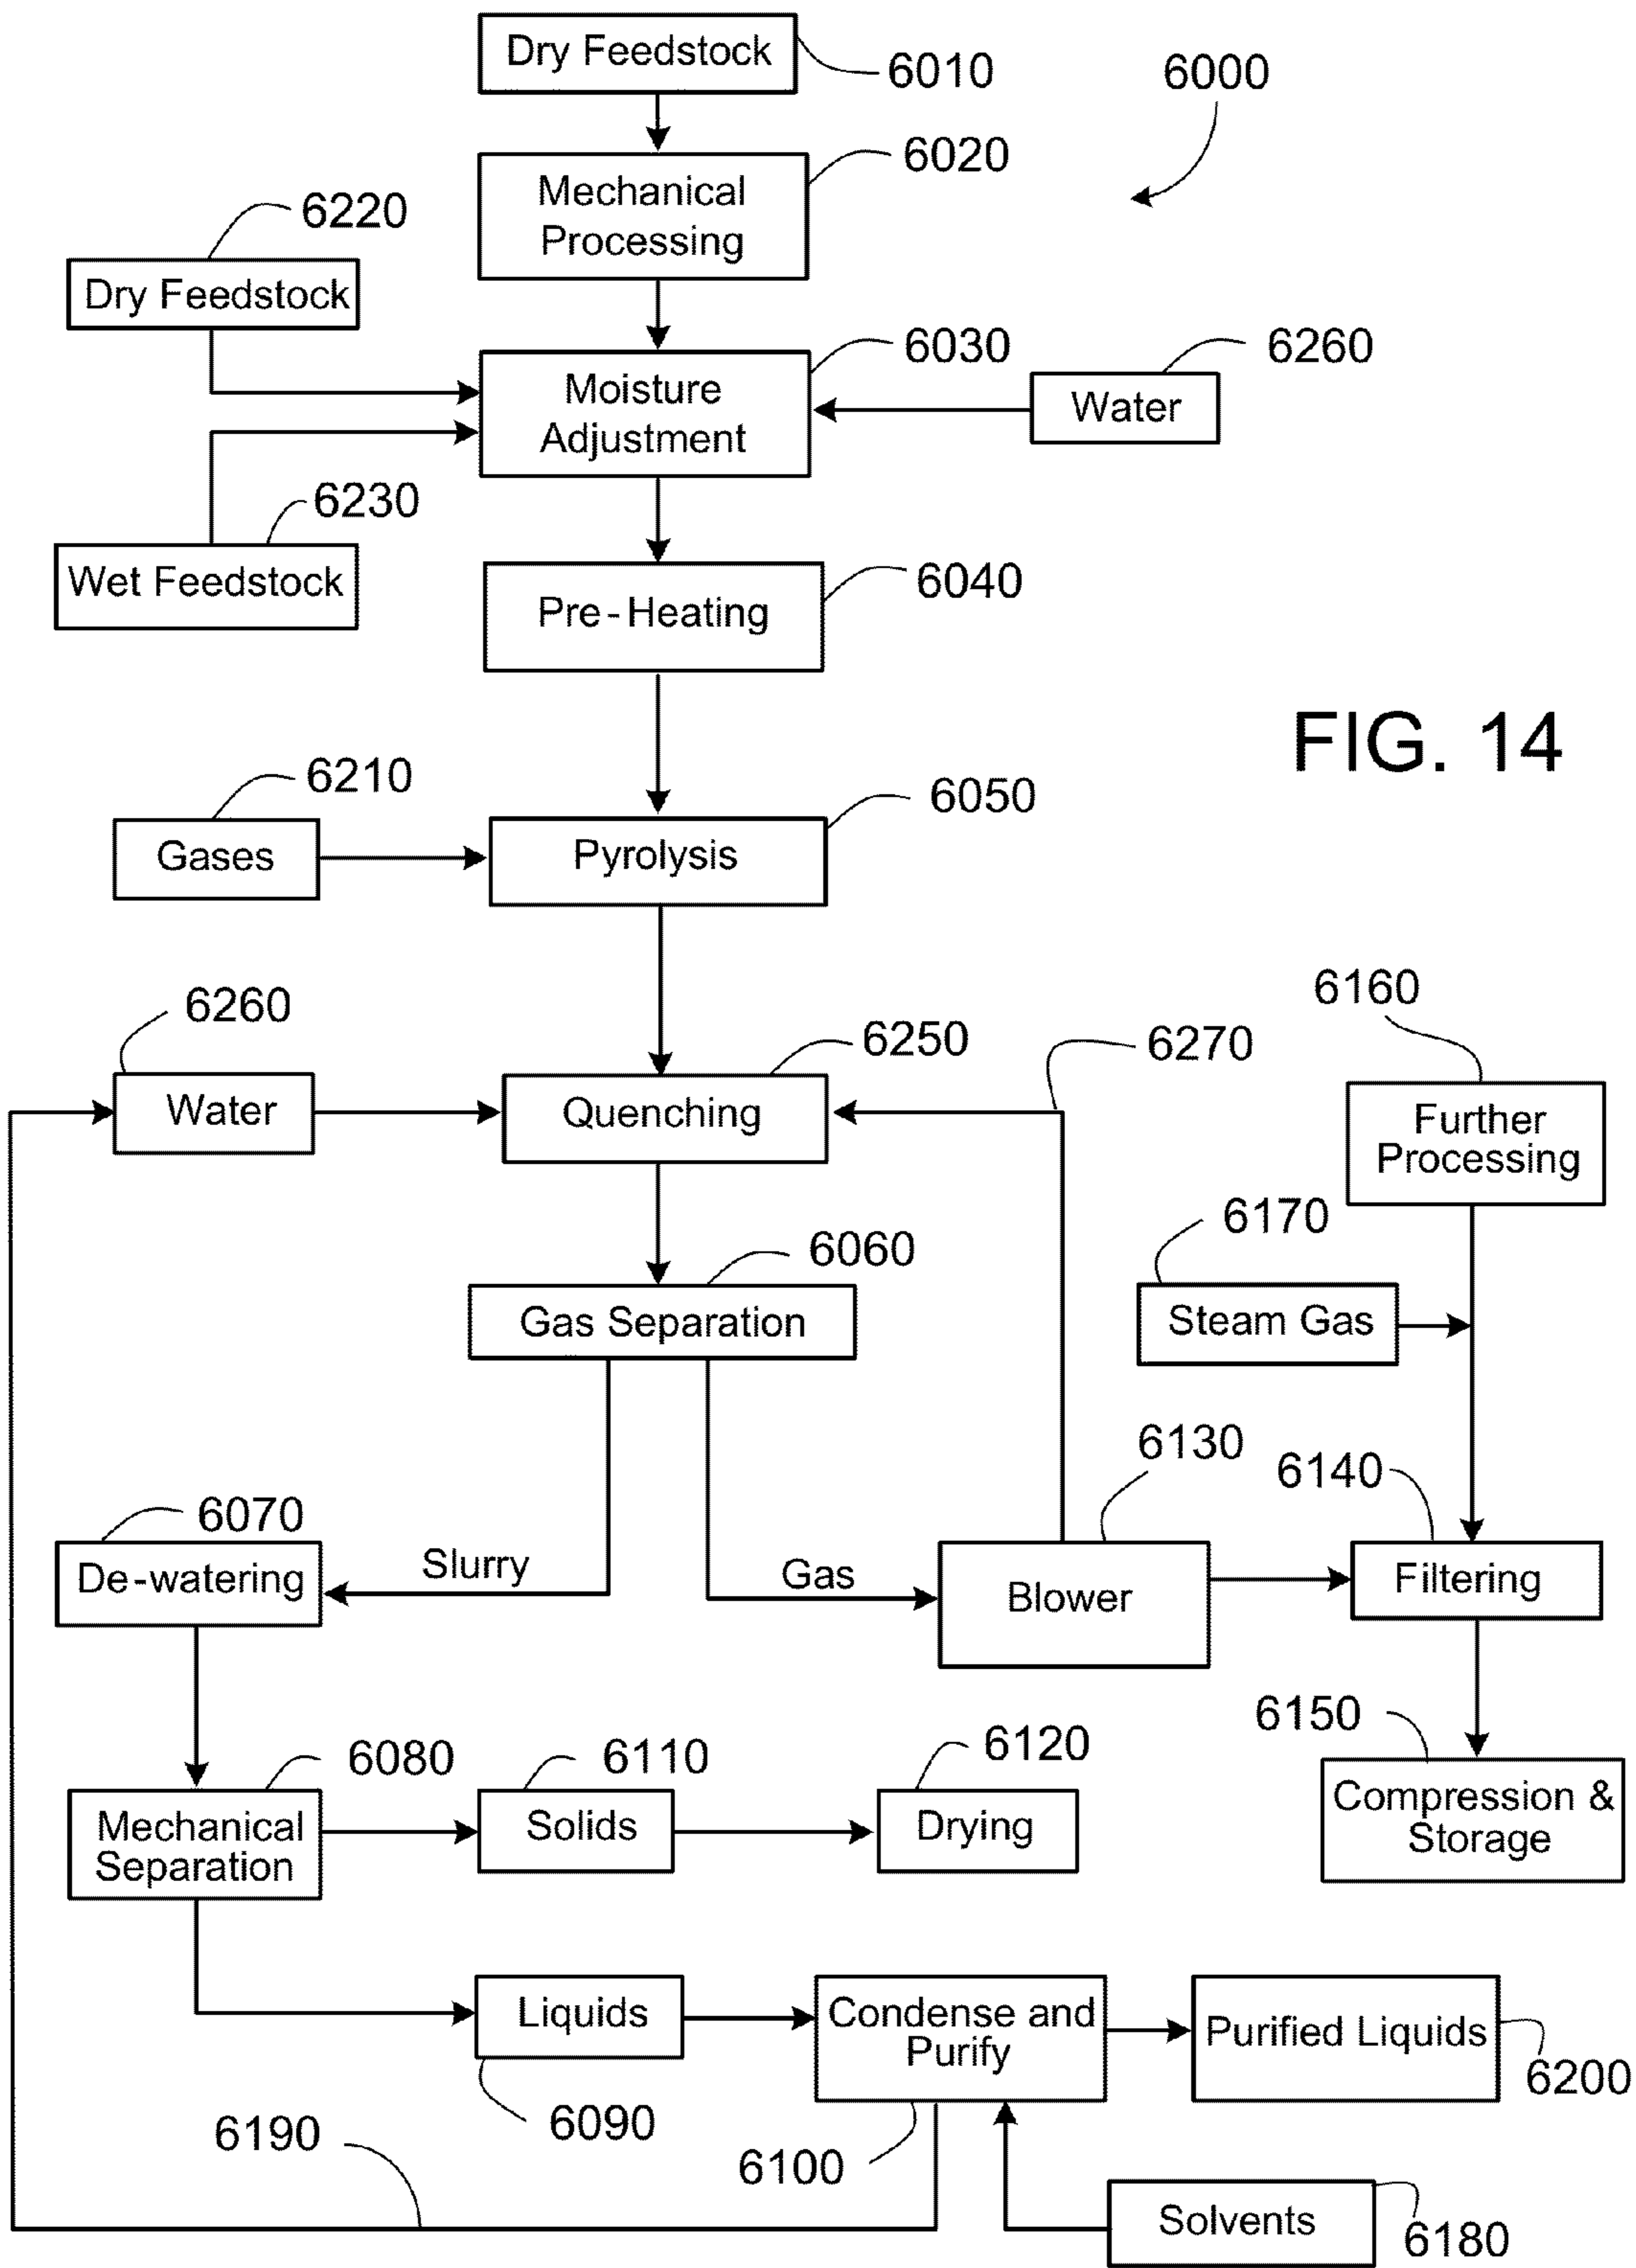 Dry Feedstock
6010
6000
Mechanical
Processing
6020
6220
Dry Feedstock
Moisture
Adjustment
6030
6260
Water
6230
Wet Feedstock
Pre-Heating
6040
FIG. 14
6210
Gases
Pyrolysis
6050
6260
Water
Quenching
6250
6270
6160
Further
Processing
6170
Steam Gas
6060
Gas Separation
6130
6140
6070
De-watering
Slurry
Gas
Blower
Filtering
6150
Compression &
Storage
6080
Mechanical
Separation
6110
Solids
6120
Drying
Liquids
6090
Condense and
Purify
6100
Purified Liquids
6200
6190
Solvents
6180